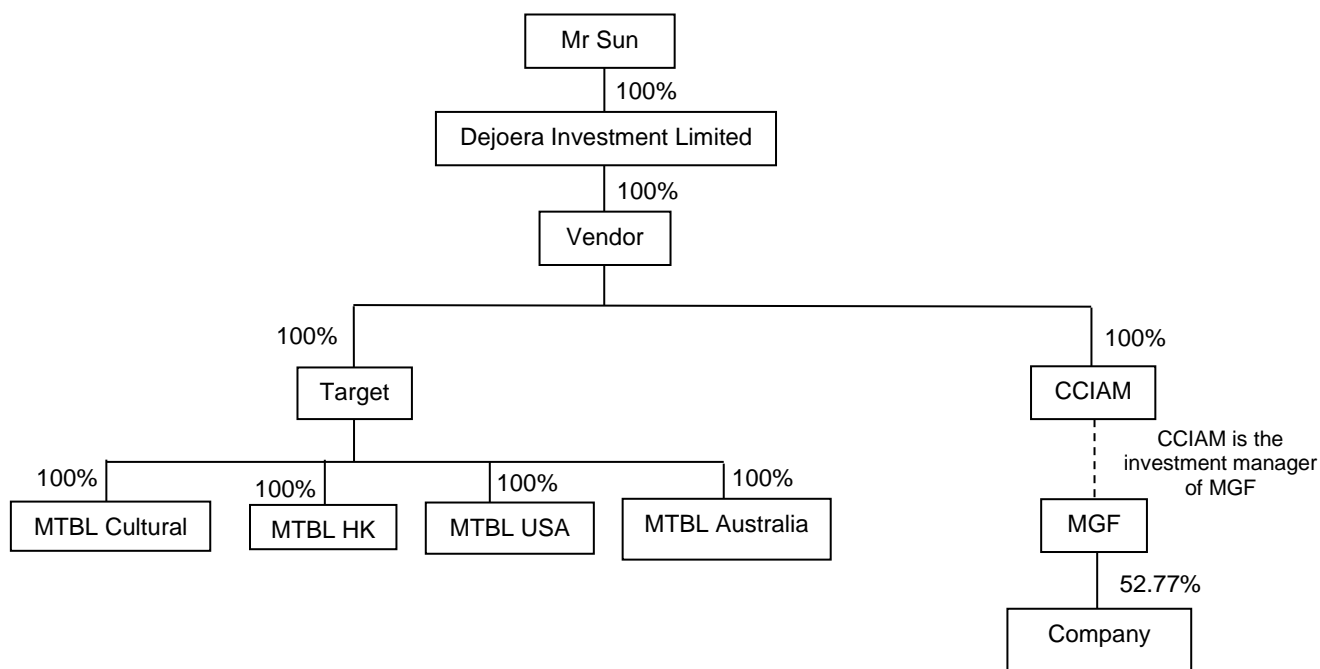 Mr Sun
100%
Dejoera Investment Limited
100%
Vendor
100%
100%
Target
CCIAM
CCIAM is the
investment manager
of MGF
100%
100%
100%
100%
MTBL Cultural
MTBL HK
MTBL USA
MTBL Australia
MGF
52.77%
Company